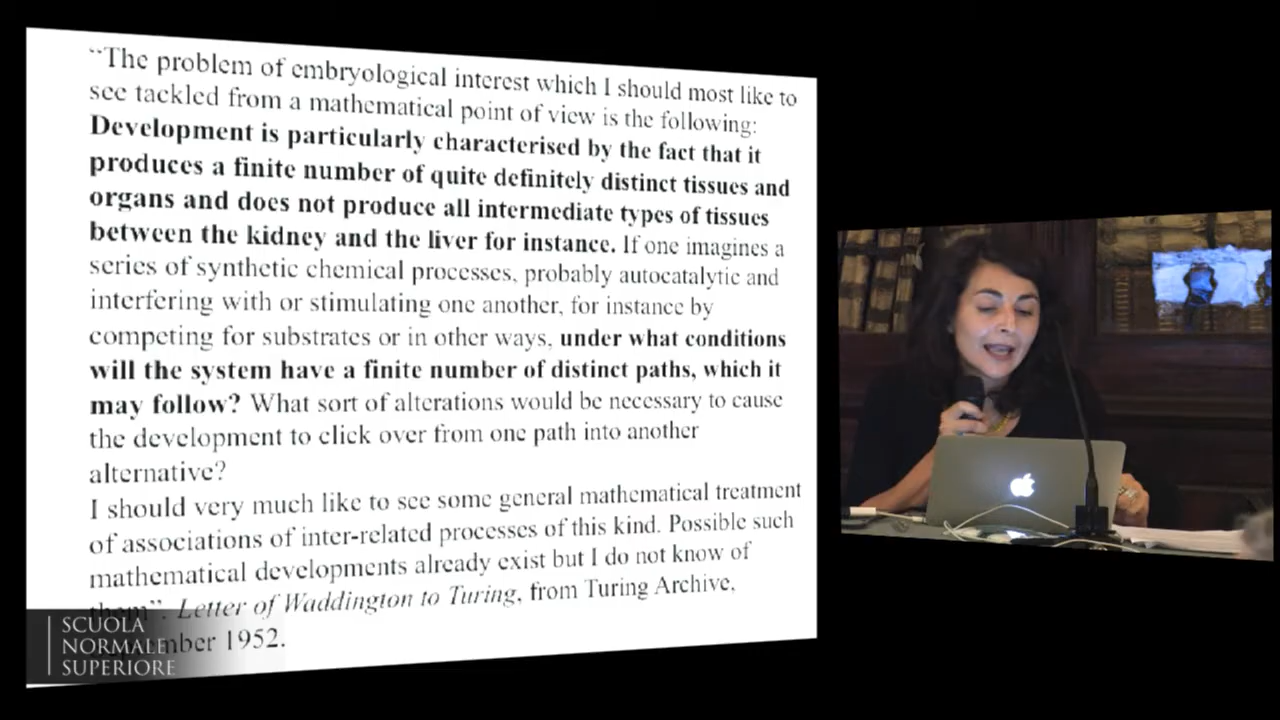 “The problem of embryological interest which I should most like to
see tackled from a mathematical point of view is the following:
Development is particularly characterised by the fact that it
produces a finite number of quite definitely distinct tissues and
organs and does not produce all intermediate types of tissues
between the kidney and the liver for instance. If one imagines a
series of synthetic chemical processes, probably autocatalytic and
interfering with or stimulating one another, for instance by
competing for substrates or in other ways, under what conditions
will the system have a finite number of distinct paths, which it
may follow? What sort of alterations would be necessary to cause
the development to click over from one path into another
alternative?
I should very much like to see some general mathematical treatment
of associations of inter-related processes of this kind. Possible such
mathematical developments already exist but I do not know of
them”. Letter of Waddington to Turing, from Turing Archive,
1952.
SCUOLA
NORMALE
SUPERIORE